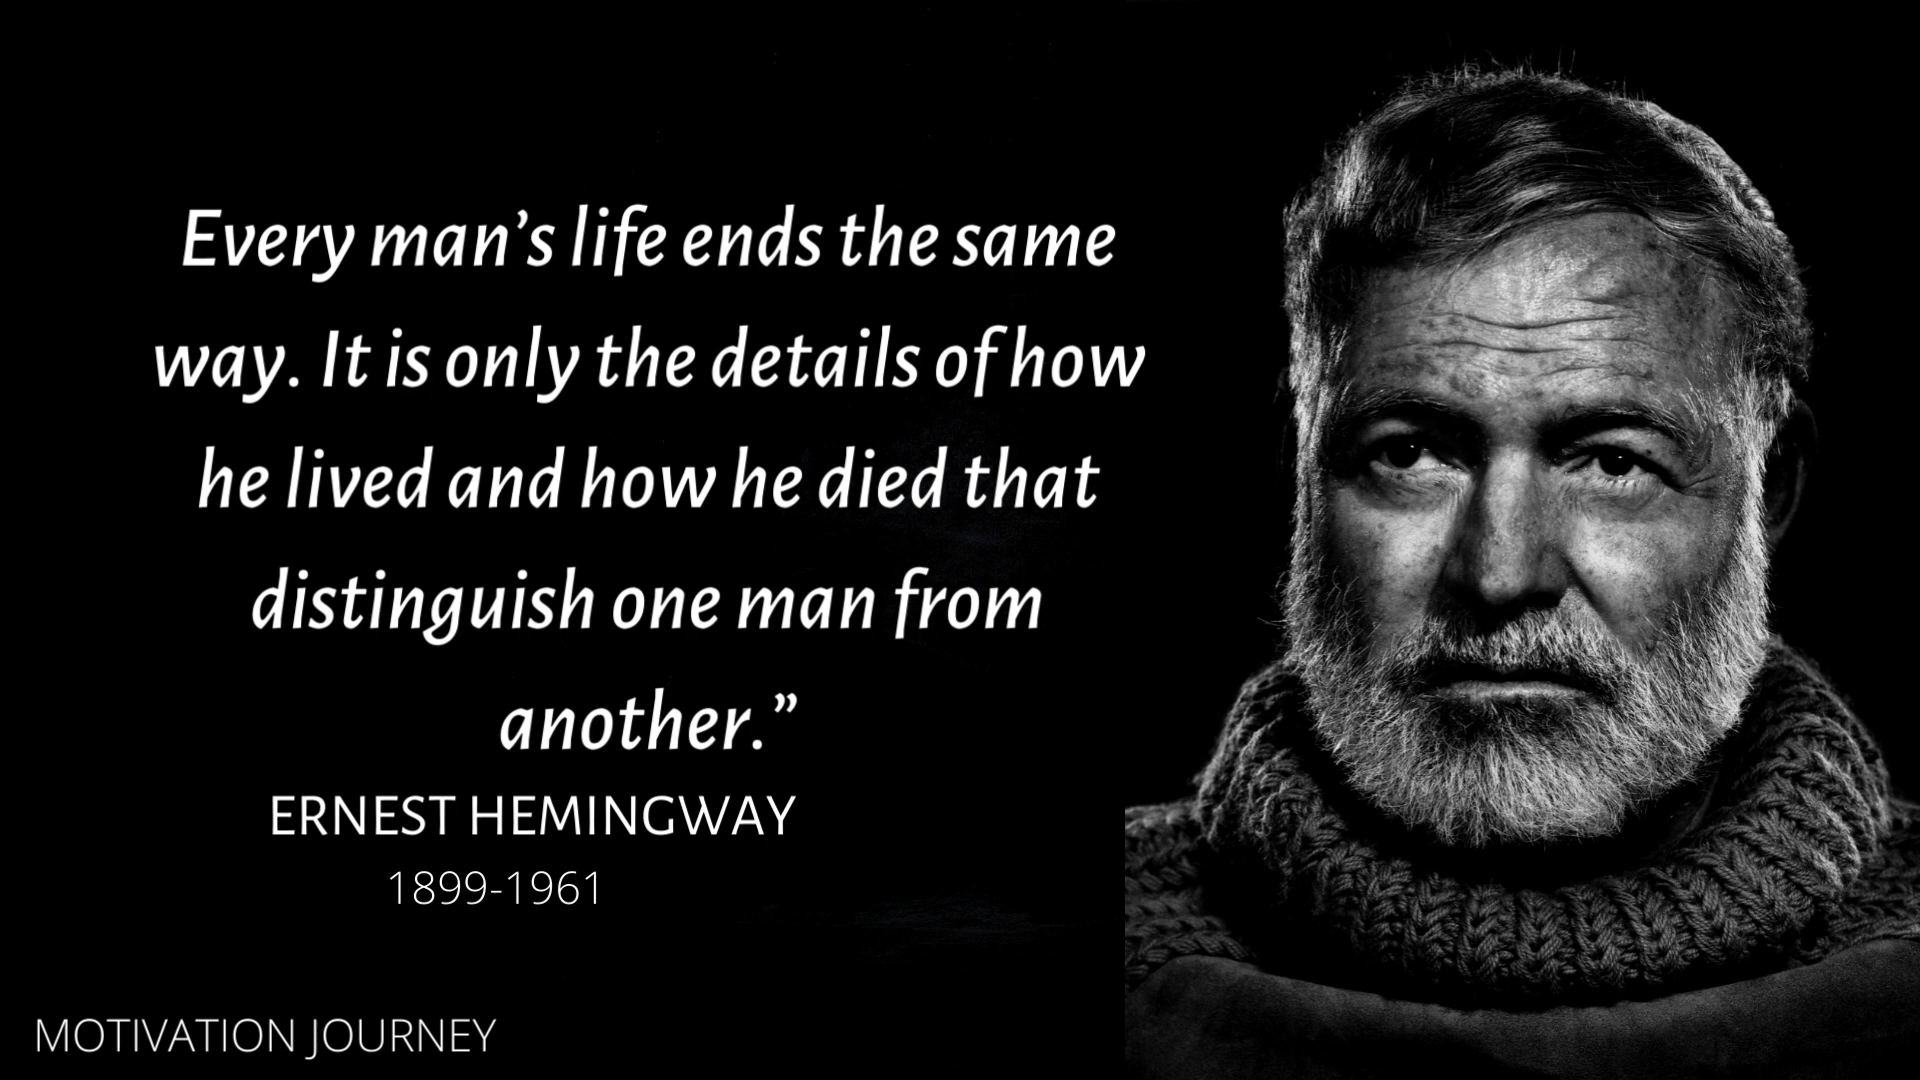 Every man’s life ends the same
way. It is only the details of how
he lived and how he died that
distinguish one man from
another.”
ERNEST HEMINGWAY
1899-1961
MOTIVATION JOURNEY